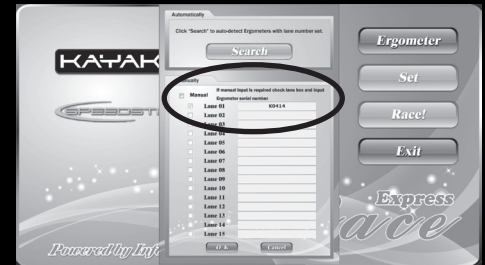 Automatically
Click "Search" to auto-detect Ergometers with lane number set.
Search
Manual
If manual input is required check lane box and input
Ergometer serial number
Lane 01 K0414
Lane 02
Lane 03
Lane 04
Lane 05
Lane 06
Lane 07
Lane 08
Lane 09
Lane 10
Lane 11
Lane 12
Lane 13
Lane 14
Lane 15
O K
Cancel
KAYAK
Ergometer
Set
Race!
Exit
Express
Powered by